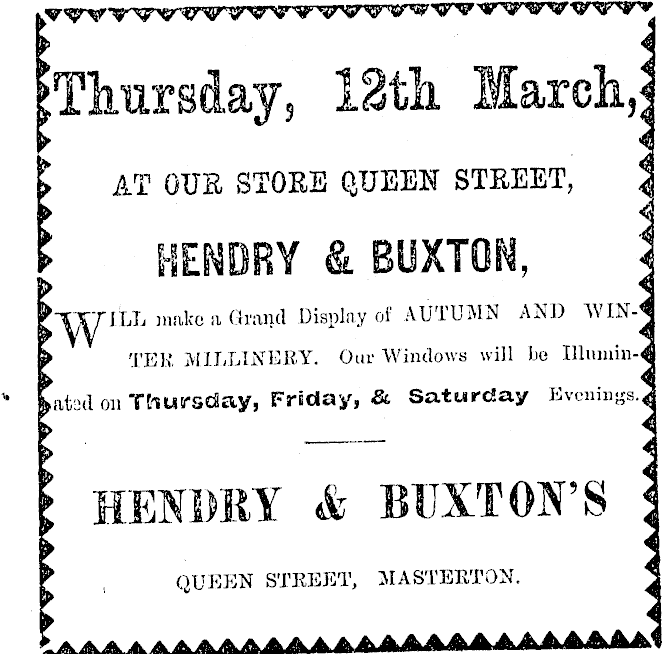 Thursday, 12th March,
AT OUR STORE QUEEN STREET,
HENDRY & BUXTON,
WILL make a Grand Display of AUTUMN AND WIN-
TER MILLINERY. Our Windows will be Illumin-
ated on Thursday, Friday, & Saturday Evenings.
HENDRY & BUXTON'S
QUEEN STREET, MASTERTON.